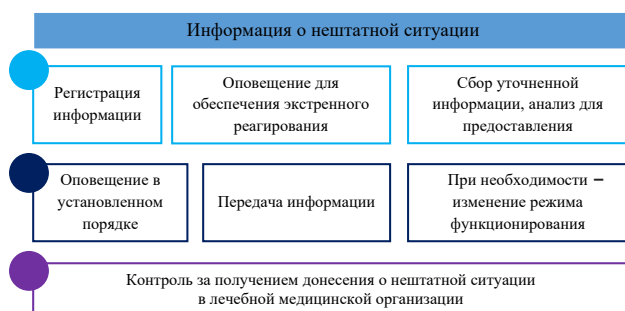 Информация о нештатной ситуации
Регистрация
информации
Оповещение для
обеспечения экстренного
реагирования
Сбор уточненной
информации, анализ для
предоставления
Оповещение в
установленном
порядке
Передача информации
При необходимости –
изменение режима
функционирования
Контроль за получением донесения о нештатной ситуации
в лечебной медицинской организации